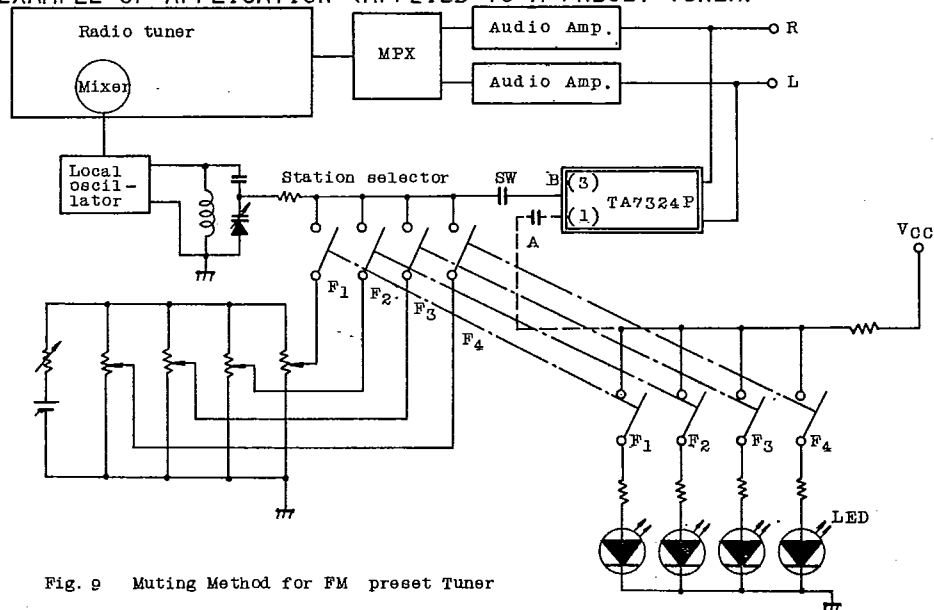 EXAMPLE OF APPLICATION (APPLIED TO A PRESET TUNER)
Radio tuner
Mixer
MPX
Audio Amp.
Audio Amp.
R
L
Local
oscil-
lator
Station selector
SW
B
(3)
(1)
TA7324P
A
VCC
F1
F2
F3
F4
F1
F2
F3
F4
LED
Fig. 9 Muting Method for FM preset Tuner